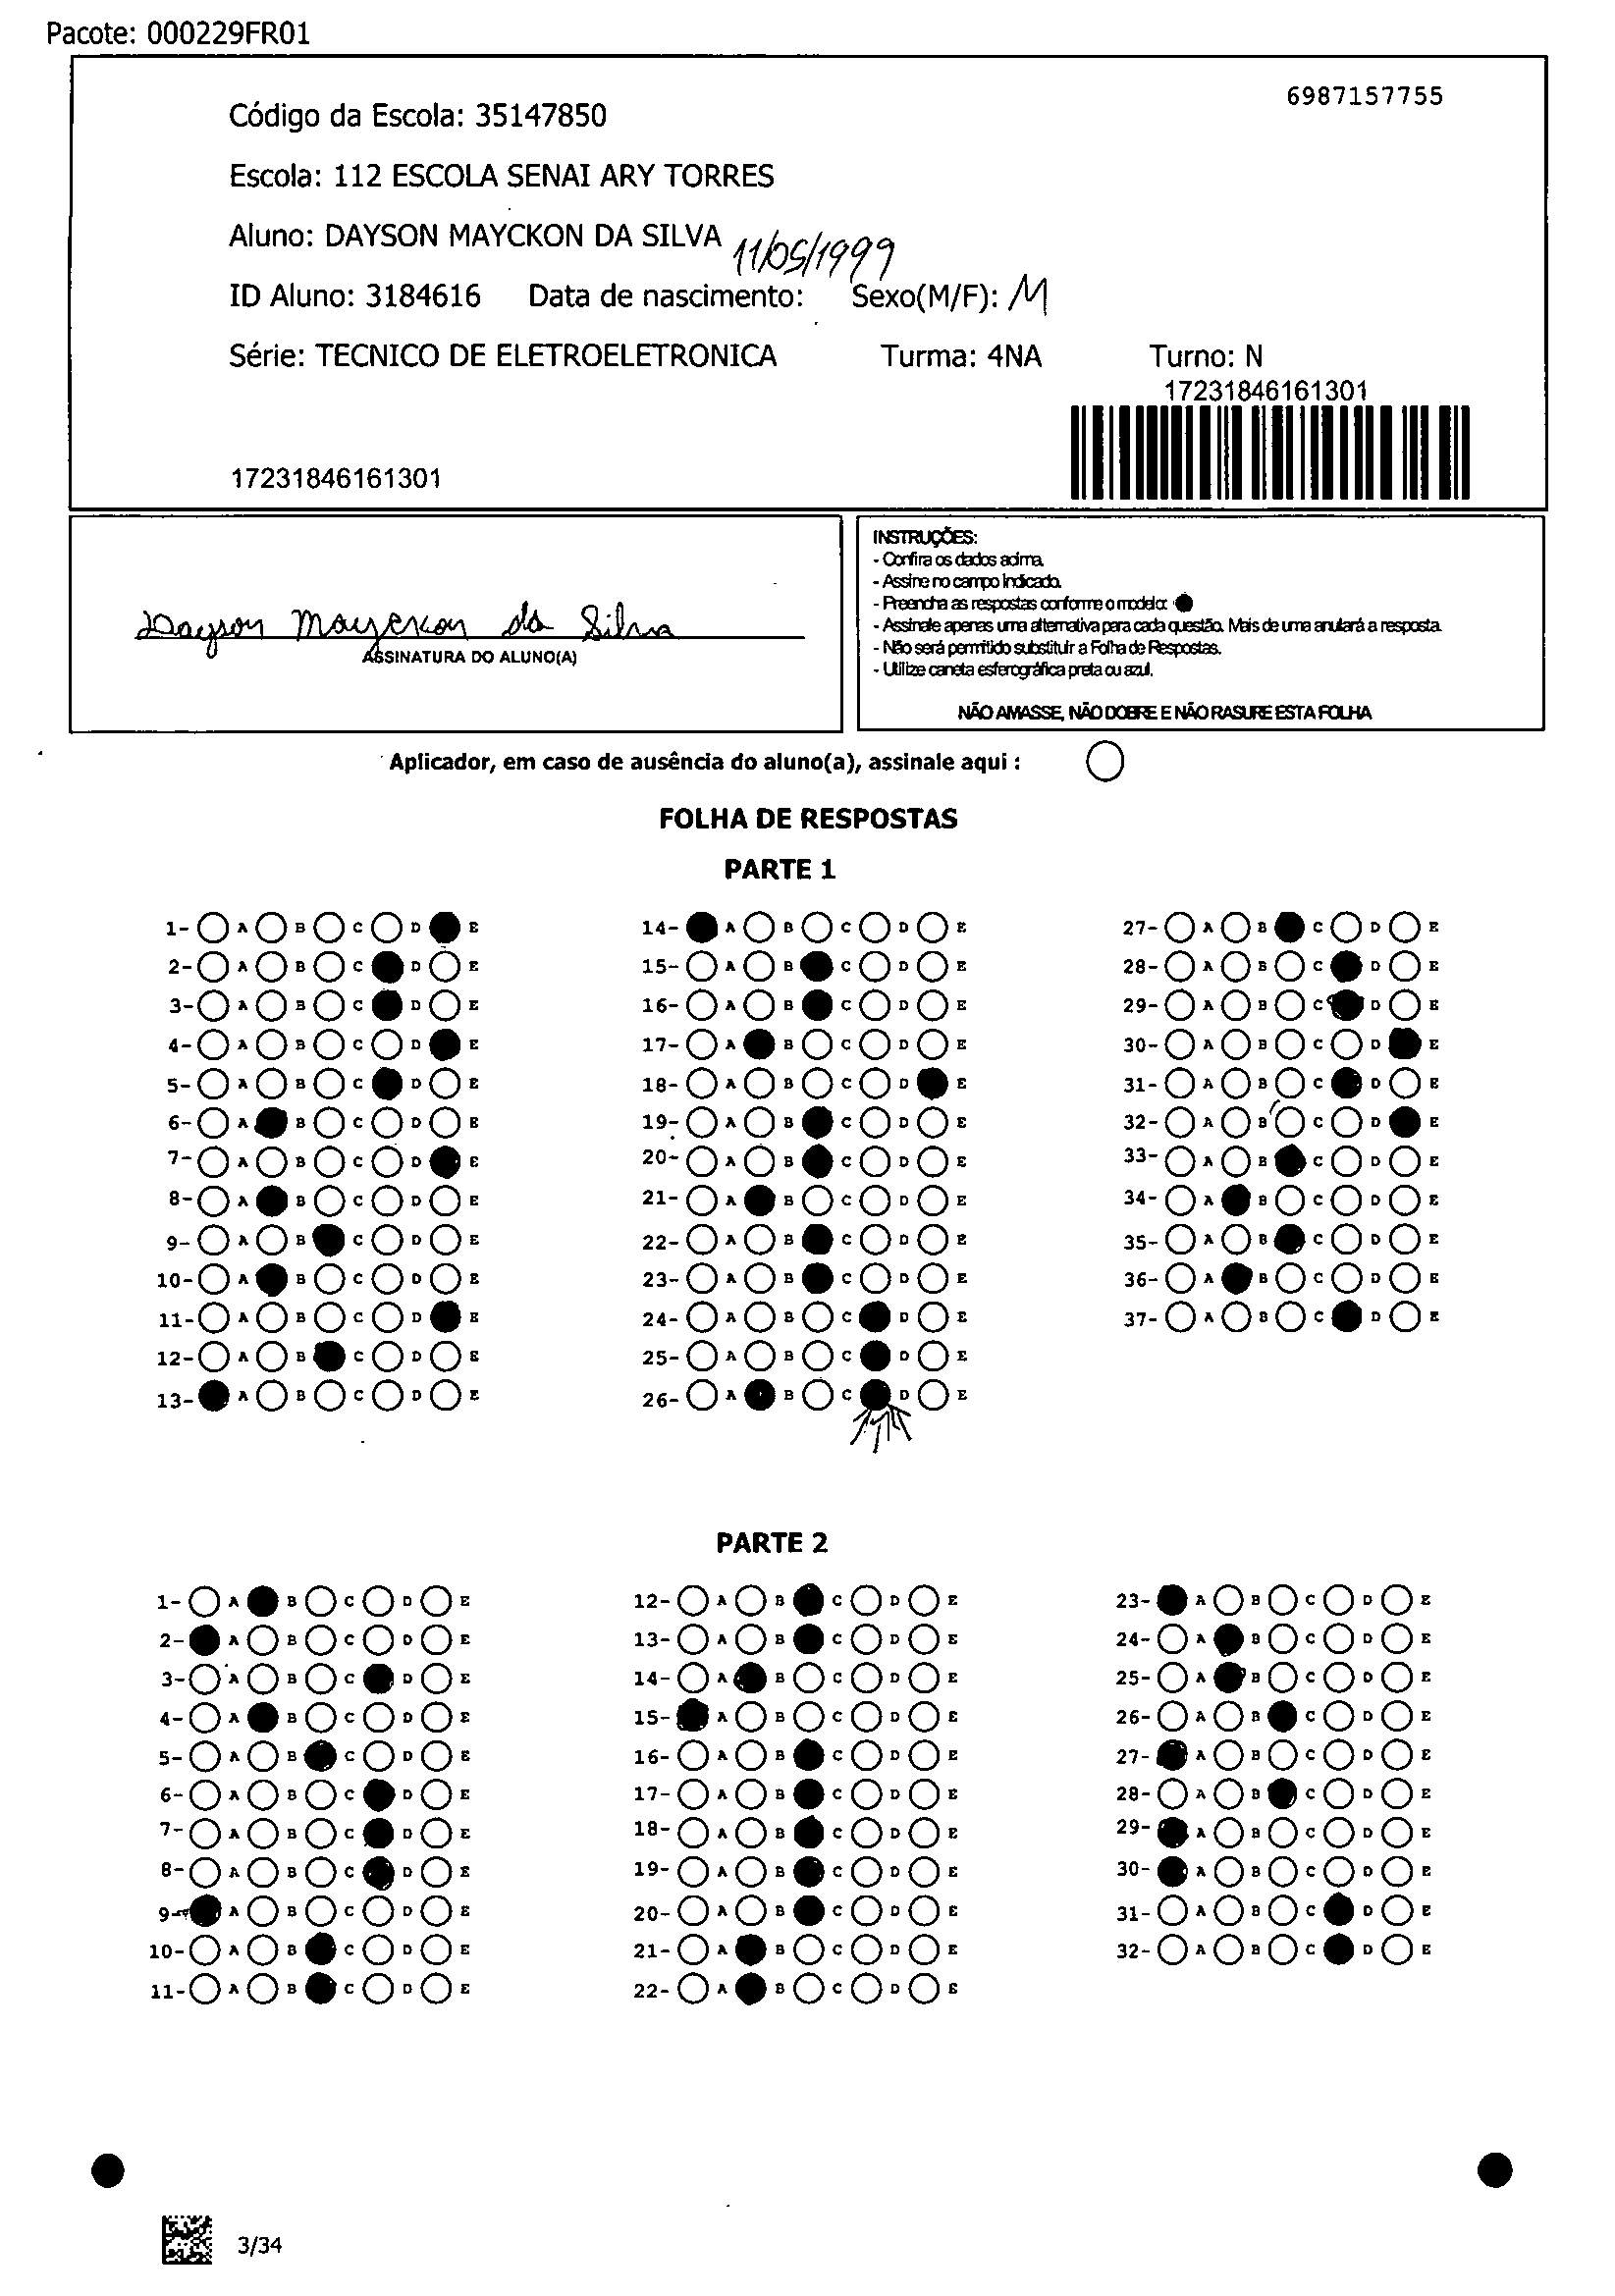 Pacote: 000229FR01
6987157755
Código da Escola: 35147850
Escola: 112 ESCOLA SENAI ARY TORRES
Aluno: DAYSON MAYCKON DA SILVA 11/05/1999
ID Aluno: 3184616 Data de nascimento: Sexo(M/F): M
Série: TECNICO DE ELETROELETRONICA Turma: 4NA Turno: N
17231846161301
17231846161301
Dayson Mayckon da Silva
ASSINATURA DO ALUNO(A)
INSTRUÇÕES:
- Confira os dados acima.
- Assine no campo indicado.
- Preencha as respostas conforme o modelo:
- Assinale apenas uma alternativa para cada questão. Mais de uma anulará a resposta.
- Não será permitido substituir a Folha de Respostas.
- Utilize caneta esferográfica preta ou azul.
NÃO AMASSE, NÃO DOBRE E NÃO RASURE ESTA FOLHA
Aplicador, em caso de ausência do aluno(a), assinale aqui :
FOLHA DE RESPOSTAS
PARTE 1
1- A B C D E
2- A B C D E
3- A B C D E
4- A B C D E
5- A B C D E
6- A B C D E
7- A B C D E
8- A B C D E
9- A B C D E
10- A B C D E
11- A B C D E
12- A B C D E
13- A B C D E
14- A B C D E
15- A B C D E
16- A B C D E
17- A B C D E
18- A B C D E
19- A B C D E
20- A B C D E
21- A B C D E
22- A B C D E
23- A B C D E
24- A B C D E
25- A B C D E
26- A B C D E
27- A B C D E
28- A B C D E
29- A B C D E
30- A B C D E
31- A B C D E
32- A B C D E
33- A B C D E
34- A B C D E
35- A B C D E
36- A B C D E
37- A B C D E
PARTE 2
1- A B C D E
2- A B C D E
3- A B C D E
4- A B C D E
5- A B C D E
6- A B C D E
7- A B C D E
8- A B C D E
9- A B C D E
10- A B C D E
11- A B C D E
12- A B C D E
13- A B C D E
14- A B C D E
15- A B C D E
16- A B C D E
17- A B C D E
18- A B C D E
19- A B C D E
20- A B C D E
21- A B C D E
22- A B C D E
23- A B C D E
24- A B C D E
25- A B C D E
26- A B C D E
27- A B C D E
28- A B C D E
29- A B C D E
30- A B C D E
31- A B C D E
32- A B C D E
3/34